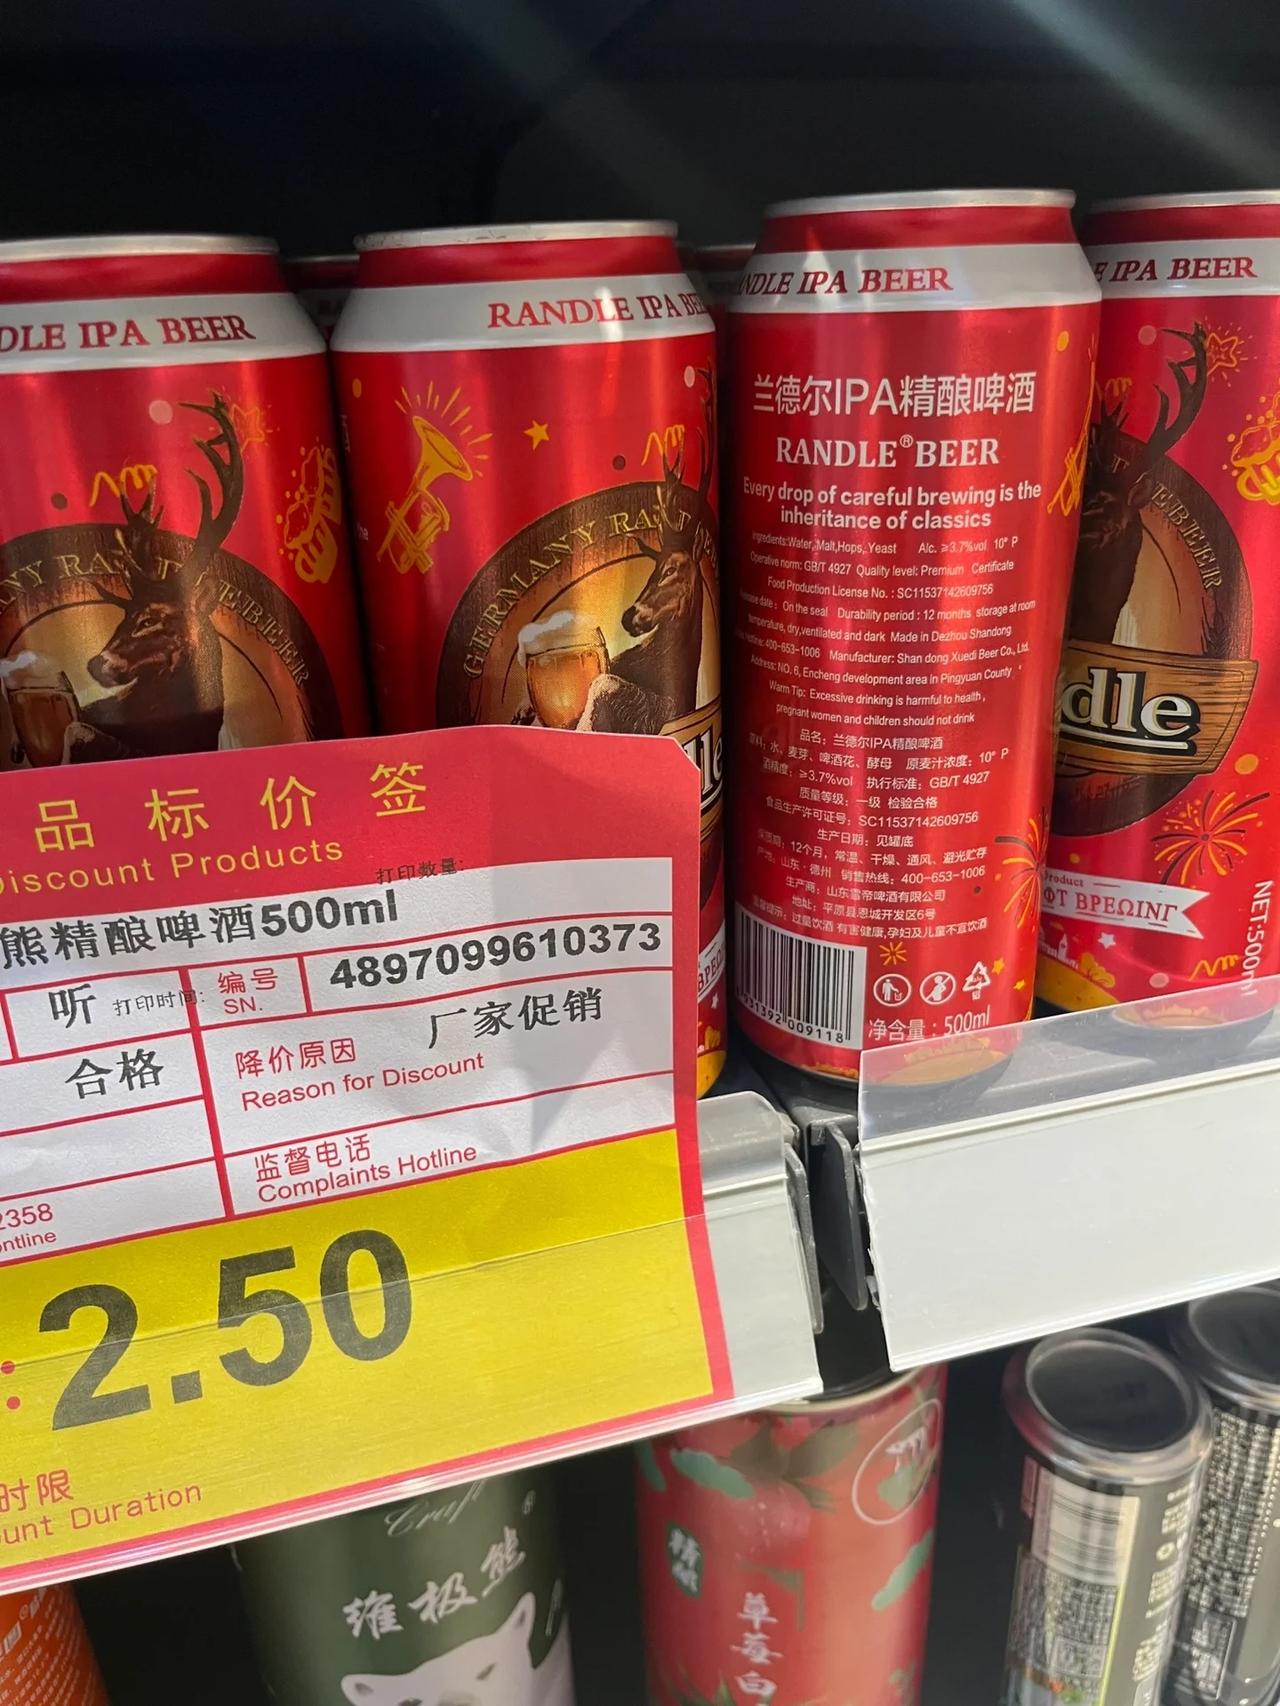 DLE IPA BEER
RANDLE IPA BE
NDLE IPA BEER
E IPA BEER
GERMANY RA
兰德尔IPA精酿啤酒
RANDLE®BEER
Every drop of careful brewing is the
inheritance of classics
Ingredients:Water,Malt,Hops, Yeast Alc. ≥3.7%vol 10° P
Operative norm: GB/T 4927 Quality level: Premium Certificate
Food Production License No. : SC11537142609756
date : On the seal Durability period : 12 months storage at room
temperature, dry,ventilated and dark Made in Dezhou Shandong
Hotline: 400-653-1006 Manufacturer: Shan dong Xuedi Beer Co., Ltd.
Address: NO. 6, Encheng development area in Pingyuan County
Warm Tip: Excessive drinking is harmful to health ,
pregnant women and children should not drink
品名：兰德尔IPA精酿啤酒
水、麦芽、啤酒花、酵母 原麦汁浓度：10° P
酒精度：≥3.7%vol 执行标准：GB/T 4927
质量等级：一级 检验合格
食品生产许可证号：SC11537142609756
生产日期：见罐底
保质期：12个月，常温、干燥、通风、避光贮存
产地：山东·德州 销售热线：400-653-1006
生产商：山东雪帝啤酒有限公司
地址：平原县恩城开发区6号
过量饮酒 有害健康,孕妇及儿童不宜饮酒
净含量：500ml
dle
Product
ФT BPEΩINГ
NET:500ml
品标价签
Discount Products
打印数量:
熊精酿啤酒500ml
听
打印时间:
编号
SN.
4897099610373
合格
降价原因
Reason for Discount
厂家促销
监督电话
Complaints Hotline
2358
ontline
:2.50
时限
unt Duration
Craft
维极熊
精酿
草莓白